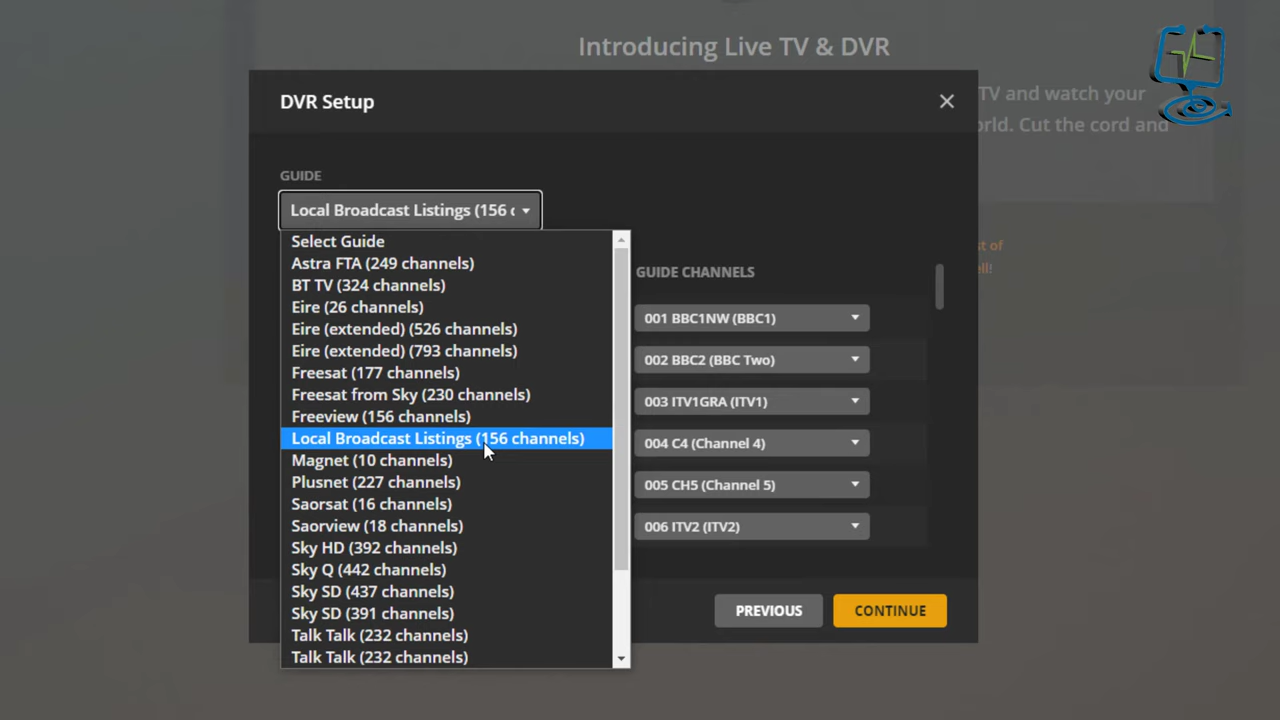 Introducing Live TV & DVR
DVR Setup
TV and watch your
orld. Cut the cord and
GUIDE
Local Broadcast Listings (156 c
Select Guide
Astra FTA (249 channels)
BT TV (324 channels)
Eire (26 channels)
Eire (extended) (526 channels)
Eire (extended) (793 channels)
Freesat (177 channels)
Freesat from Sky (230 channels)
Freeview (156 channels)
Local Broadcast Listings (156 channels)
Magnet (10 channels)
Plusnet (227 channels)
Saorsat (16 channels)
Saorview (18 channels)
Sky HD (392 channels)
Sky Q (442 channels)
Sky SD (437 channels)
Sky SD (391 channels)
Talk Talk (232 channels)
Talk Talk (232 channels)
st of
ell!
GUIDE CHANNELS
001 BBC1NW (BBC1)
002 BBC2 (BBC Two)
003 ITV1GRA (ITV1)
004 C4 (Channel 4)
005 CH5 (Channel 5)
006 ITV2 (ITV2)
PREVIOUS
CONTINUE